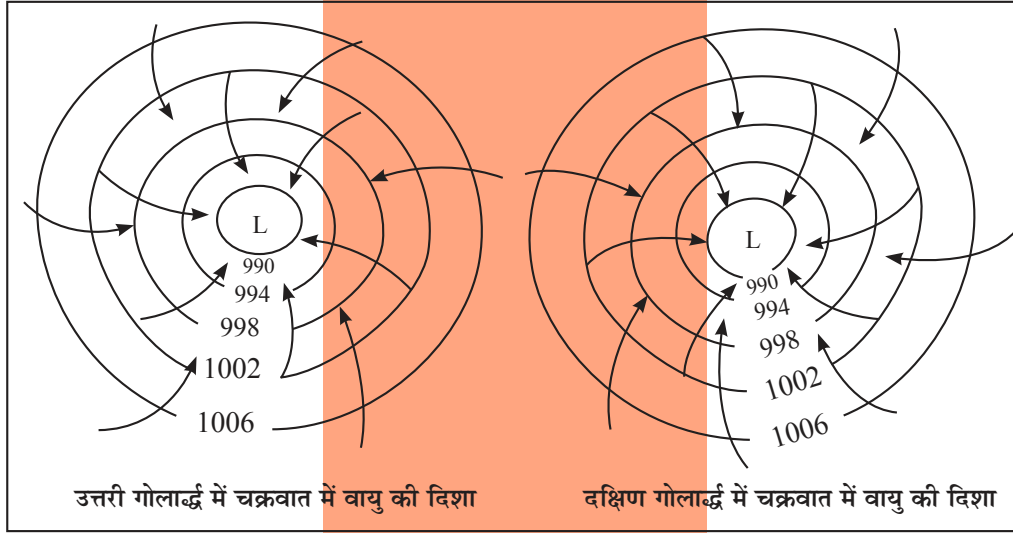 L
990
994
998
1002
1006
उत्तरी गोलार्द्ध में चक्रवात में वायु की दिशा
L
990
994
998
1002
1006
दक्षिण गोलार्द्ध में चक्रवात में वायु की दिशा